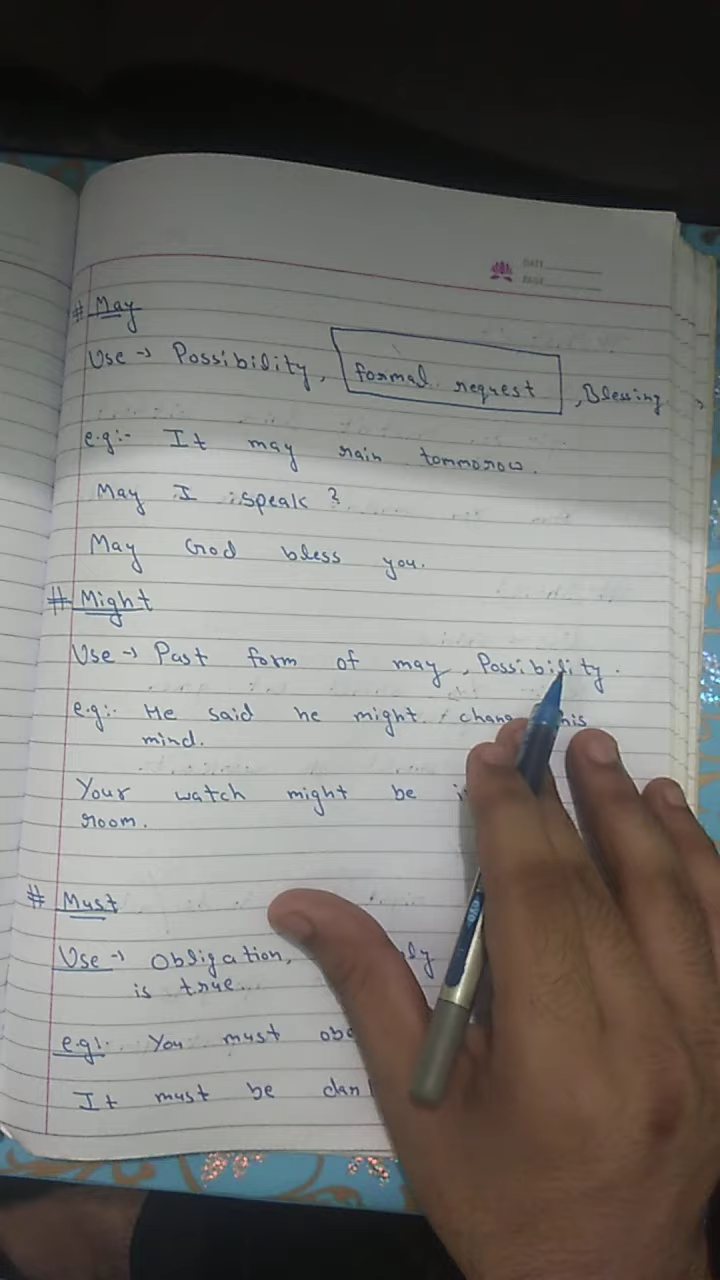 DATE
PAGE
# May
Use → Possibility, formal request, Blessing
e.g:- It may rain tommorow.
May I speak?
May God bless you.
# Might
Use → Past form of may, Possibility.
e.g:- He said he might his
mind.
Your watch might be
room.
# Must
Use → Obligation,
is true.
e.g:- You must
It must be